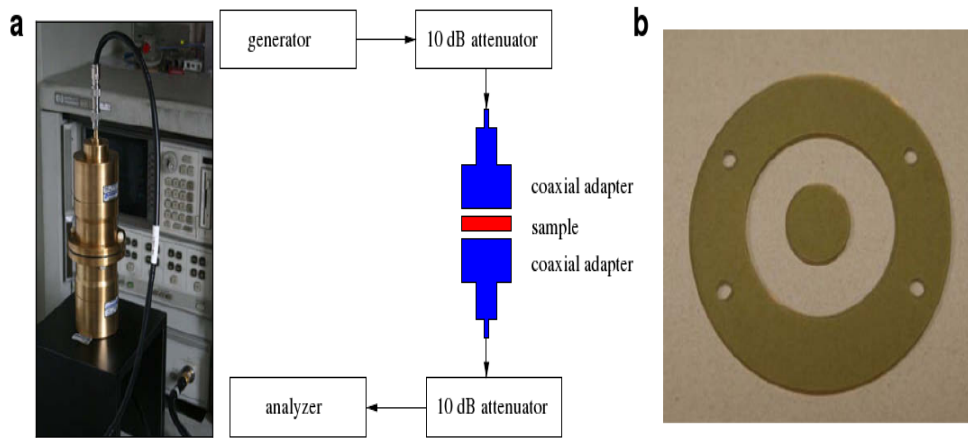 a
generator
10 dB attenuator
coaxial adapter
sample
coaxial adapter
analyzer
10 dB attenuator
b